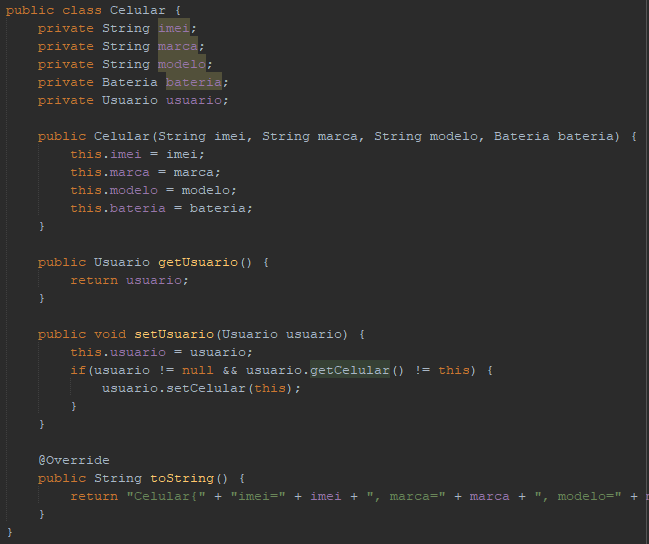 public class Celular {
    private String imei;
    private String marca;
    private String modelo;
    private Bateria bateria;
    private Usuario usuario;

    public Celular(String imei, String marca, String modelo, Bateria bateria) {
        this.imei = imei;
        this.marca = marca;
        this.modelo = modelo;
        this.bateria = bateria;
    }

    public Usuario getUsuario() {
        return usuario;
    }

    public void setUsuario(Usuario usuario) {
        this.usuario = usuario;
        if(usuario != null && usuario.getCelular() != this) {
            usuario.setCelular(this);
        }
    }

    @Override
    public String toString() {
        return "Celular{" + "imei=" + imei + ", marca=" + marca + ", modelo=" +
    }
}